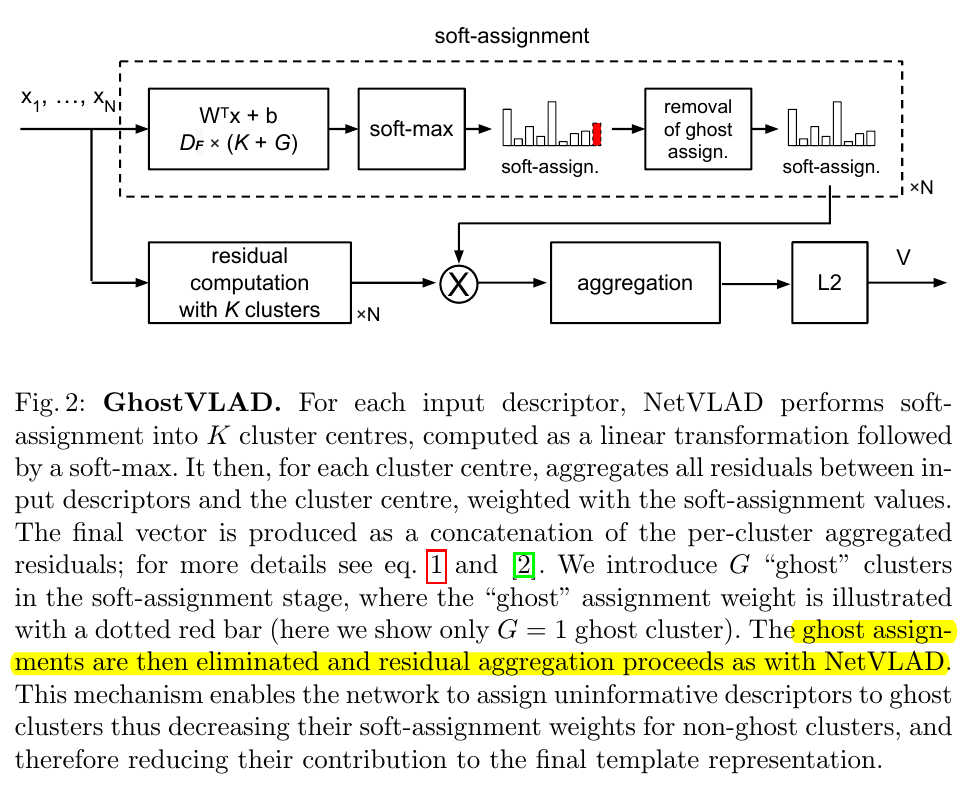 soft-assignment
x1, …, xN
WTx + b
DF × (K + G)
soft-max
soft-assign.
removal
of ghost
assign.
soft-assign.
×N
residual
computation
with K clusters
×N
X
aggregation
L2
V
Fig. 2: GhostVLAD. For each input descriptor, NetVLAD performs soft-
assignment into K cluster centres, computed as a linear transformation followed
by a soft-max. It then, for each cluster centre, aggregates all residuals between in-
put descriptors and the cluster centre, weighted with the soft-assignment values.
The final vector is produced as a concatenation of the per-cluster aggregated
residuals; for more details see eq. 1 and [2]. We introduce G “ghost” clusters
in the soft-assignment stage, where the “ghost” assignment weight is illustrated
with a dotted red bar (here we show only G = 1 ghost cluster). The ghost assign-
ments are then eliminated and residual aggregation proceeds as with NetVLAD.
This mechanism enables the network to assign uninformative descriptors to ghost
clusters thus decreasing their soft-assignment weights for non-ghost clusters, and
therefore reducing their contribution to the final template representation.